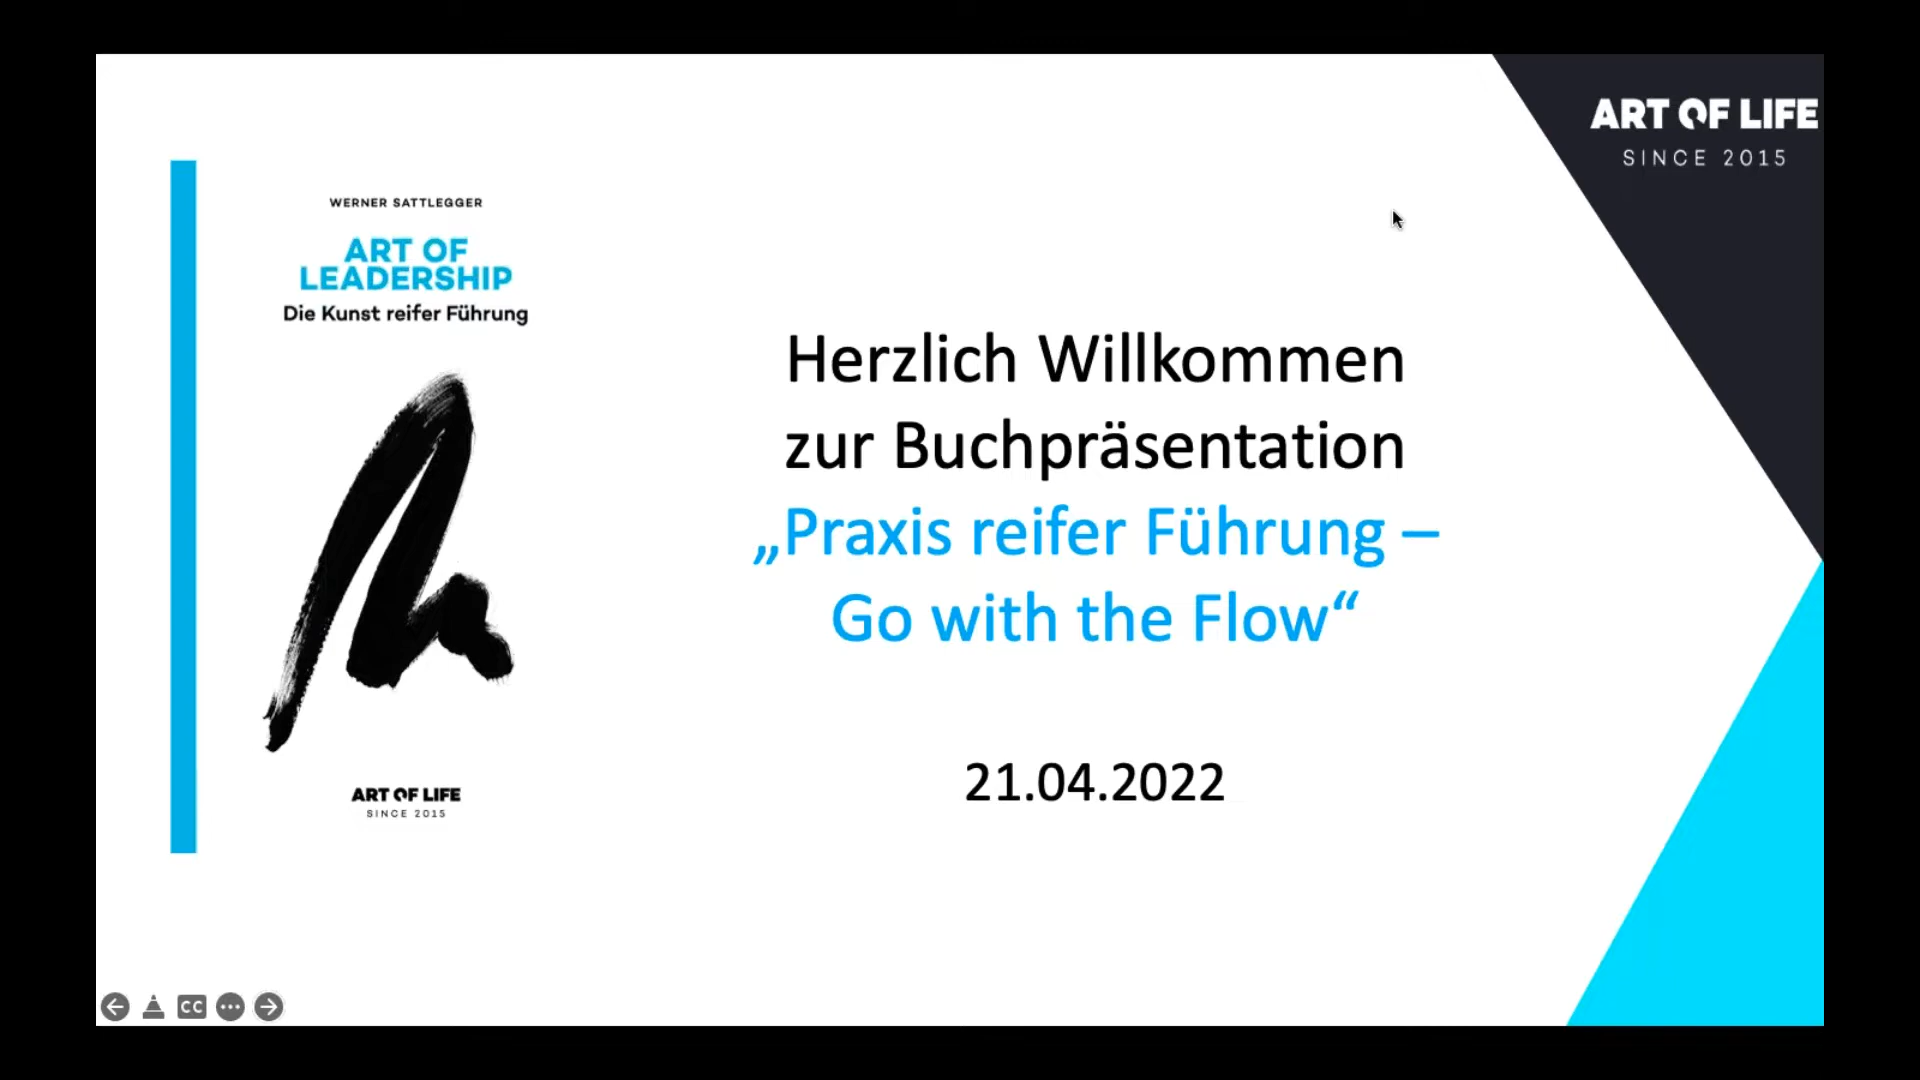 WERNER SATTLEGGER
ART OF
LEADERSHIP
Die Kunst reifer Führung
ART OF LIFE
SINCE 2015
Herzlich Willkommen
zur Buchpräsentation
„Praxis reifer Führung –
Go with the Flow“
21.04.2022
ART OF LIFE
SINCE 2015
CC